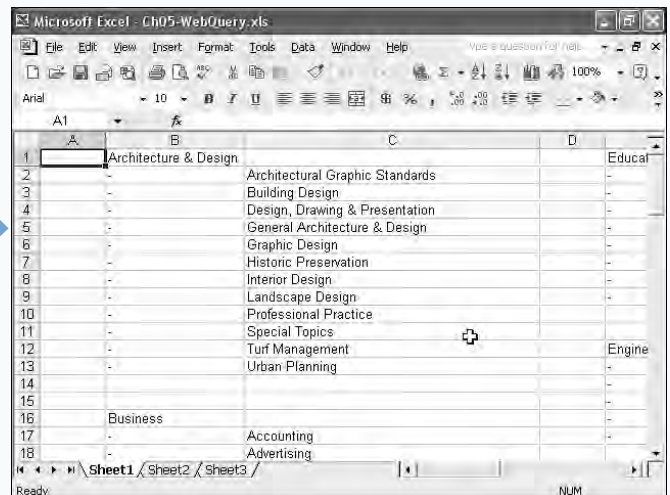 Microsoft Excel - Ch05-WebQuery.xls
File Edit View Insert Format Tools Data Window Help Type a question for help
100%
Arial 10 B I U $ % ,
A1 fx
A B C D
1 Architecture & Design Educat
2 - Architectural Graphic Standards -
3 - Building Design -
4 - Design, Drawing & Presentation -
5 - General Architecture & Design -
6 - Graphic Design -
7 - Historic Preservation -
8 - Interior Design -
9 - Landscape Design -
10 - Professional Practice
11 - Special Topics
12 - Turf Management Engine
13 - Urban Planning -
14 -
15 -
16 Business -
17 - Accounting -
18 - Advertising
Sheet1 / Sheet2 / Sheet3 /
Ready NUM